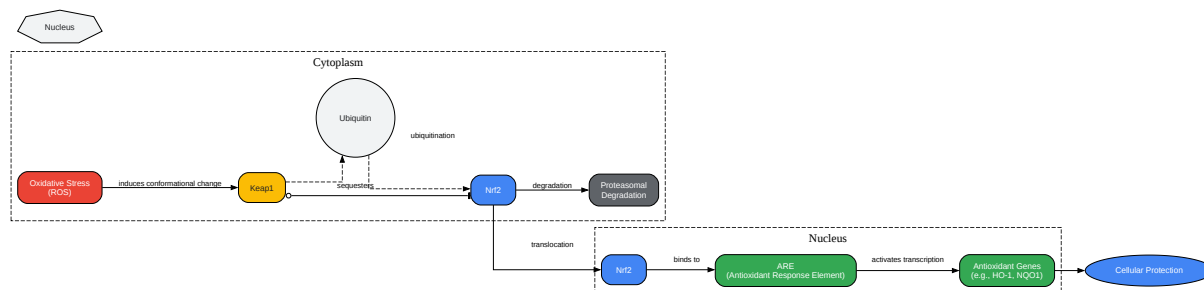 Nucleus
Cytoplasm
Ubiquitin
ubiquitination
Oxidative Stress
(ROS)
induces conformational change
Keap1
sequesters
Nrf2
degradation
Proteasomal
Degradation
translocation
Nucleus
Nrf2
binds to
ARE
(Antioxidant Response Element)
activates transcription
Antioxidant Genes
(e.g., HO-1, NQO1)
Cellular Protection